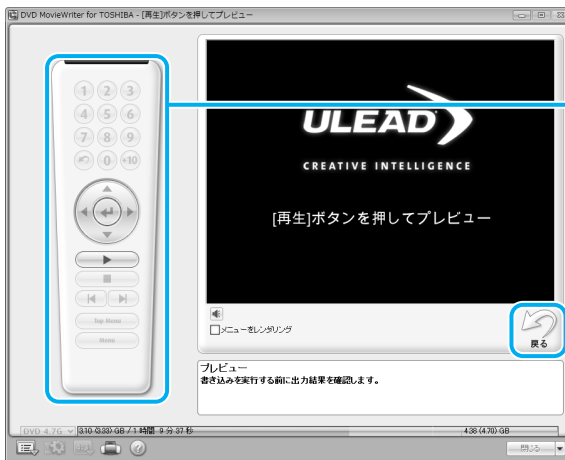 DVD MovieWriter for TOSHIBA - [再生]ボタンを押してプレビュー
1 2 3
4 5 6
7 8 9
0 +10
Top Menu
Menu
ULEAD
CREATIVE INTELLIGENCE
[再生]ボタンを押してプレビュー
メニューをレンダリング
戻る
プレビュー
書き込みを実行する前に出力結果を確認します。
DVD 4.7G
3.10 (3.33) GB / 1 時間 9 分 37 秒
4.38 (4.70) GB
閉じる